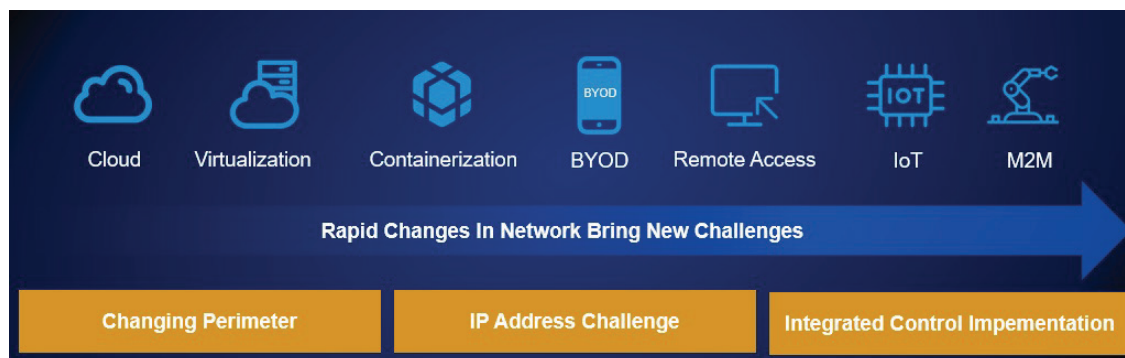 BYOD
IOT
Cloud
Virtualization
Containerization
BYOD
Remote Access
IoT
M2M
Rapid Changes In Network Bring New Challenges
Changing Perimeter
IP Address Challenge
Integrated Control Impementation